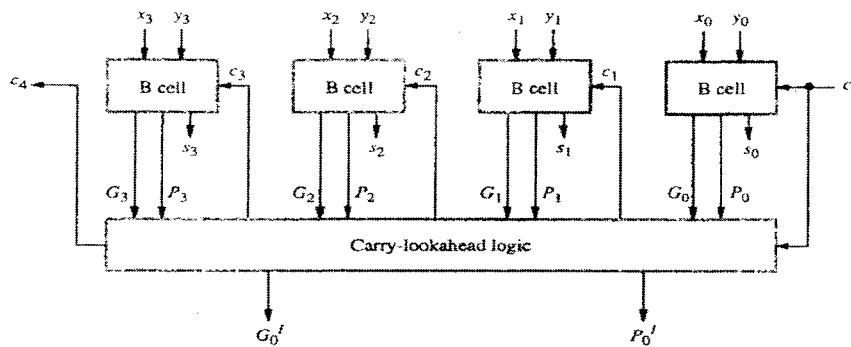 x3 y3 x2 y2 x1 y1 x0 y0
c4 B cell c3 B cell c2 B cell c1 B cell c
s3 s2 s1 s0
G3 P3 G2 P2 G1 P1 G0 P0
Carry-lookahead logic
G0I P0I